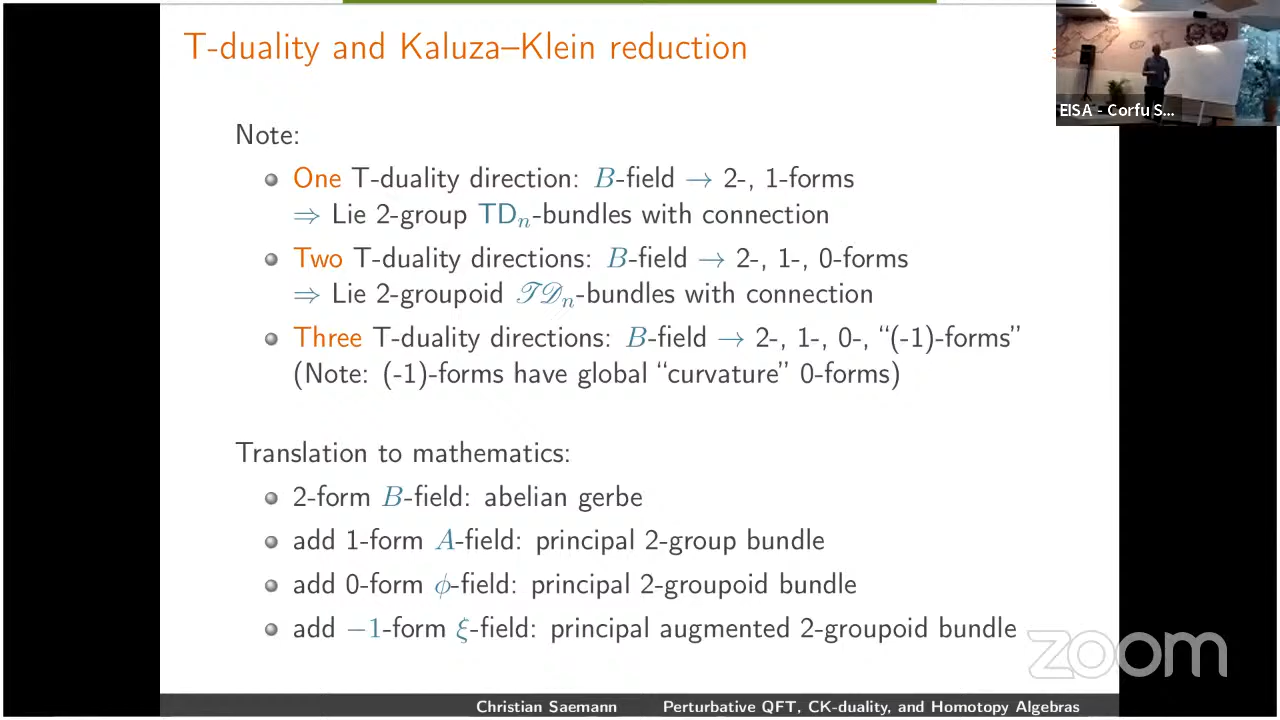 T-duality and Kaluza–Klein reduction
EISA - Corfu S...
Note:
One T-duality direction: B-field → 2-, 1-forms
⇒ Lie 2-group TDₙ-bundles with connection
Two T-duality directions: B-field → 2-, 1-, 0-forms
⇒ Lie 2-groupoid 𝒯𝒟ₙ-bundles with connection
Three T-duality directions: B-field → 2-, 1-, 0-, “(-1)-forms”
(Note: (-1)-forms have global “curvature” 0-forms)
Translation to mathematics:
2-form B-field: abelian gerbe
add 1-form A-field: principal 2-group bundle
add 0-form ϕ-field: principal 2-groupoid bundle
add −1-form ξ-field: principal augmented 2-groupoid bundle
zoom
Christian Saemann Perturbative QFT, CK-duality, and Homotopy Algebras